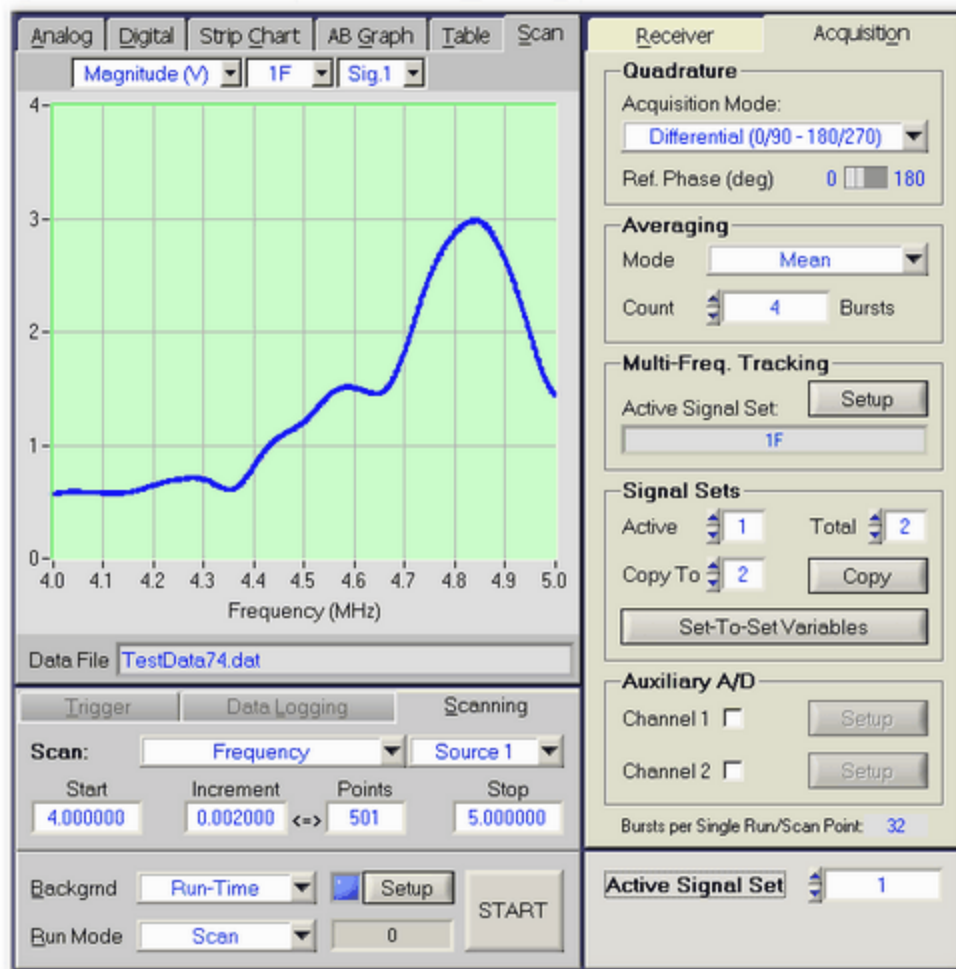 Analog Digital Strip Chart AB Graph Table Scan
Magnitude (V) 1F Sig.1
4
3
2
1
0
4.0 4.1 4.2 4.3 4.4 4.5 4.6 4.7 4.8 4.9 5.0
Frequency (MHz)
Data File TestData74.dat
Trigger Data Logging Scanning
Scan: Frequency Source 1
Start Increment Points Stop
4.000000 0.002000 <=> 501 5.000000
Backgrnd Run-Time Setup
START
Run Mode Scan 0
Receiver Acquisition
Quadrature
Acquisition Mode:
Differential (0/90 - 180/270)
Ref. Phase (deg) 0 180
Averaging
Mode Mean
Count 4 Bursts
Multi-Freq. Tracking
Active Signal Set: Setup
1F
Signal Sets
Active 1 Total 2
Copy To 2 Copy
Set-To-Set Variables
Auxiliary A/D
Channel 1 Setup
Channel 2 Setup
Bursts per Single Run/Scan Point: 32
Active Signal Set 1